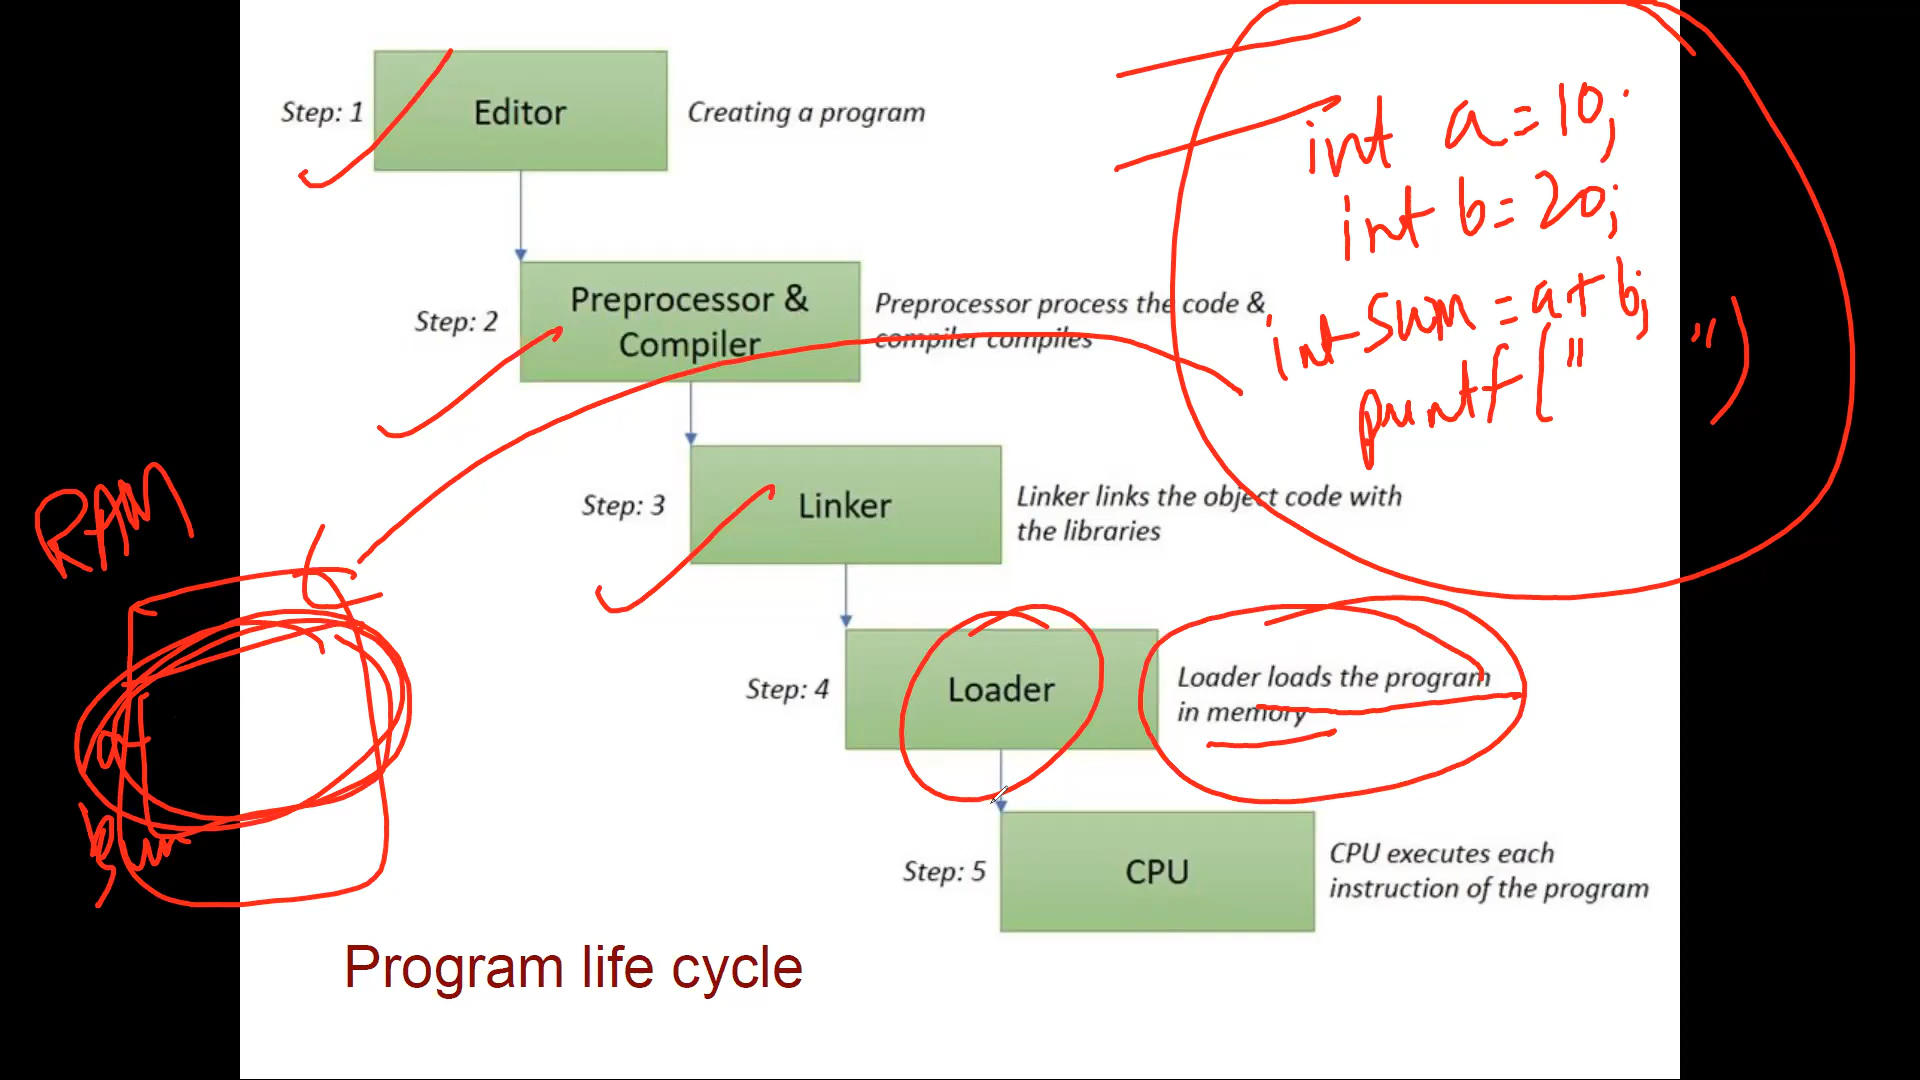 Step: 1
Editor
Creating a program
int a=10;
int b=20;
int sum=a+b;
printf(" ")
Step: 2
Preprocessor &
Compiler
Preprocessor process the code &
compiler compiles
Step: 3
Linker
Linker links the object code with
the libraries
RAM
a
b
sum
Step: 4
Loader
Loader loads the program
in memory
Step: 5
CPU
CPU executes each
instruction of the program
Program life cycle